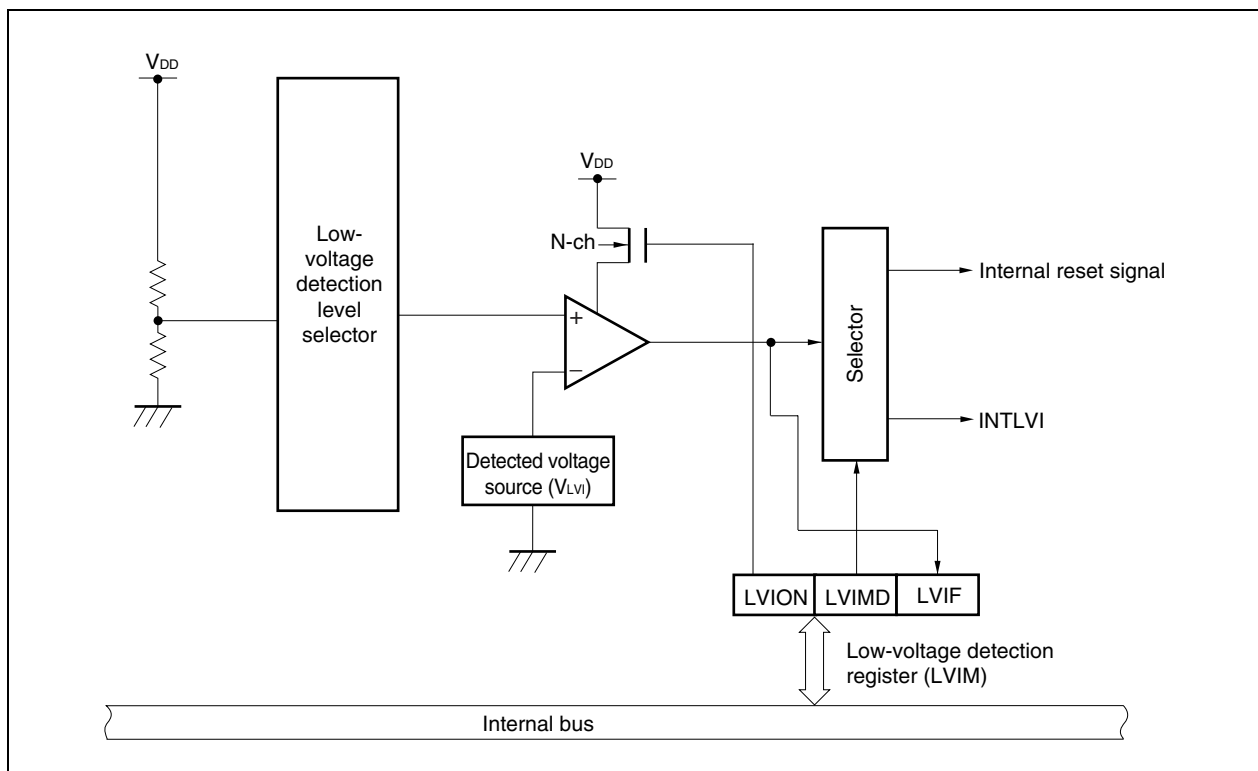 VDD
Low-
voltage
detection
level
selector
VDD
N-ch
+
−
Detected voltage
source (VLVI)
Selector
Internal reset signal
INTLVI
LVION LVIMD LVIF
Low-voltage detection
register (LVIM)
Internal bus